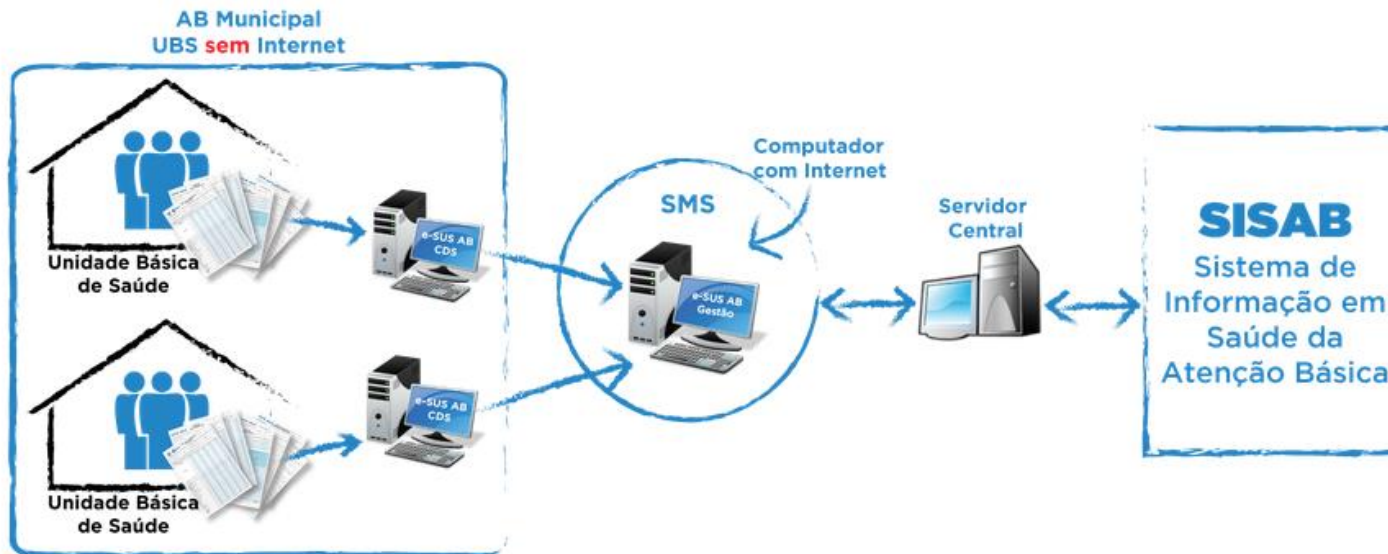 AB Municipal
UBS sem Internet
Unidade Básica
de Saúde
e-SUS AB
CDS
Unidade Básica
de Saúde
e-SUS AB
CDS
SMS
e-SUS AB
Gestão
Computador
com Internet
Servidor
Central
SISAB
Sistema de
Informação em
Saúde da
Atenção Básica